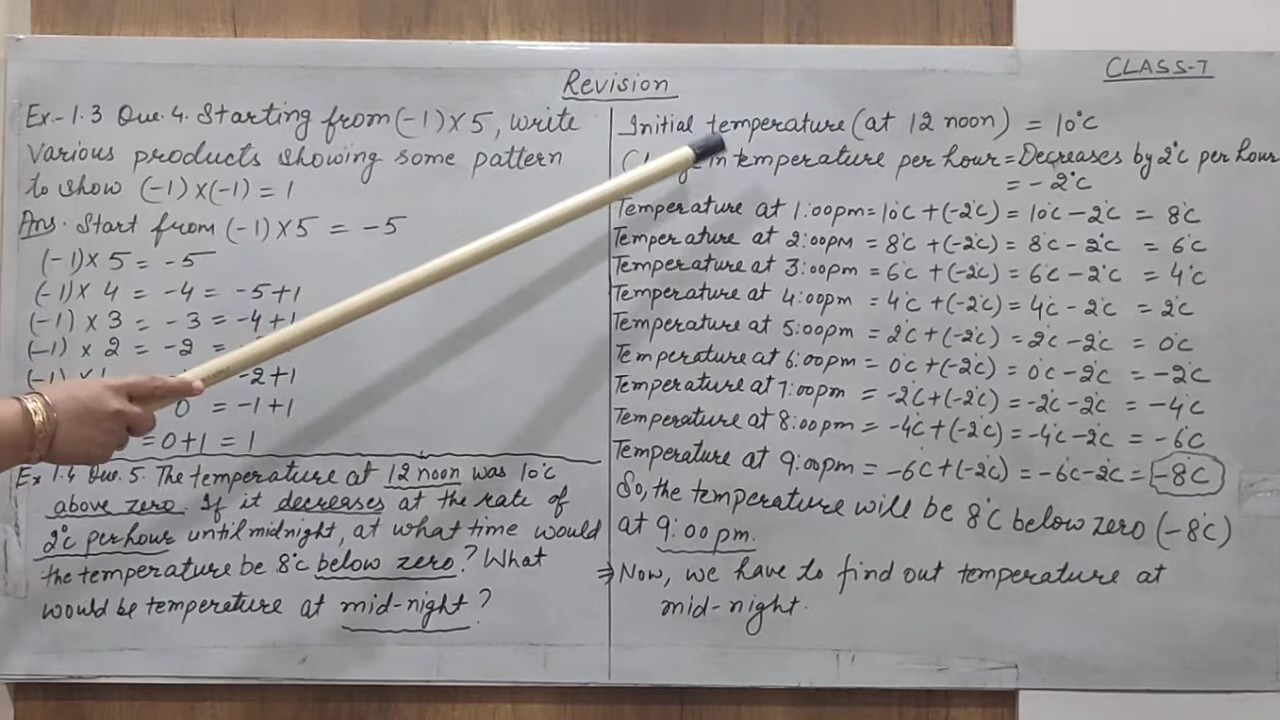 CLASS-7
Revision
Ex-1.3 Que.4. Starting from (-1)×5, write
various products showing some pattern
to show (-1)×(-1) = 1
Ans. Start from (-1)×5 = -5
(-1)×5 = -5
(-1)×4 = -4 = -5+1
(-1)×3 = -3 = -4+1
(-1)×2 = -2 =
(-1)×1 -2+1
0 = -1+1
= 0+1 = 1
Ex 1.4 Que. 5. The temperature at 12 noon was 10°C
above zero. If it decreases at the rate of
2°C per hour until midnight, at what time would
the temperature be 8°C below zero? What
would be temperature at mid-night?
Initial temperature (at 12 noon) = 10°C
in temperature per hour = Decreases by 2°C per hour
= -2°C
Temperature at 1:00pm = 10°C + (-2°C) = 10°C - 2°C = 8°C
Temperature at 2:00pm = 8°C + (-2°C) = 8°C - 2°C = 6°C
Temperature at 3:00pm = 6°C + (-2°C) = 6°C - 2°C = 4°C
Temperature at 4:00pm = 4°C + (-2°C) = 4°C - 2°C = 2°C
Temperature at 5:00pm = 2°C + (-2°C) = 2°C - 2°C = 0°C
Temperature at 6:00pm = 0°C + (-2°C) = 0°C - 2°C = -2°C
Temperature at 7:00pm = -2°C + (-2°C) = -2°C - 2°C = -4°C
Temperature at 8:00pm = -4°C + (-2°C) = -4°C - 2°C = -6°C
Temperature at 9:00pm = -6°C + (-2°C) = -6°C - 2°C = -8°C
So, the temperature will be 8°C below zero (-8°C)
at 9:00pm.
⇒ Now, we have to find out temperature at
mid-night.